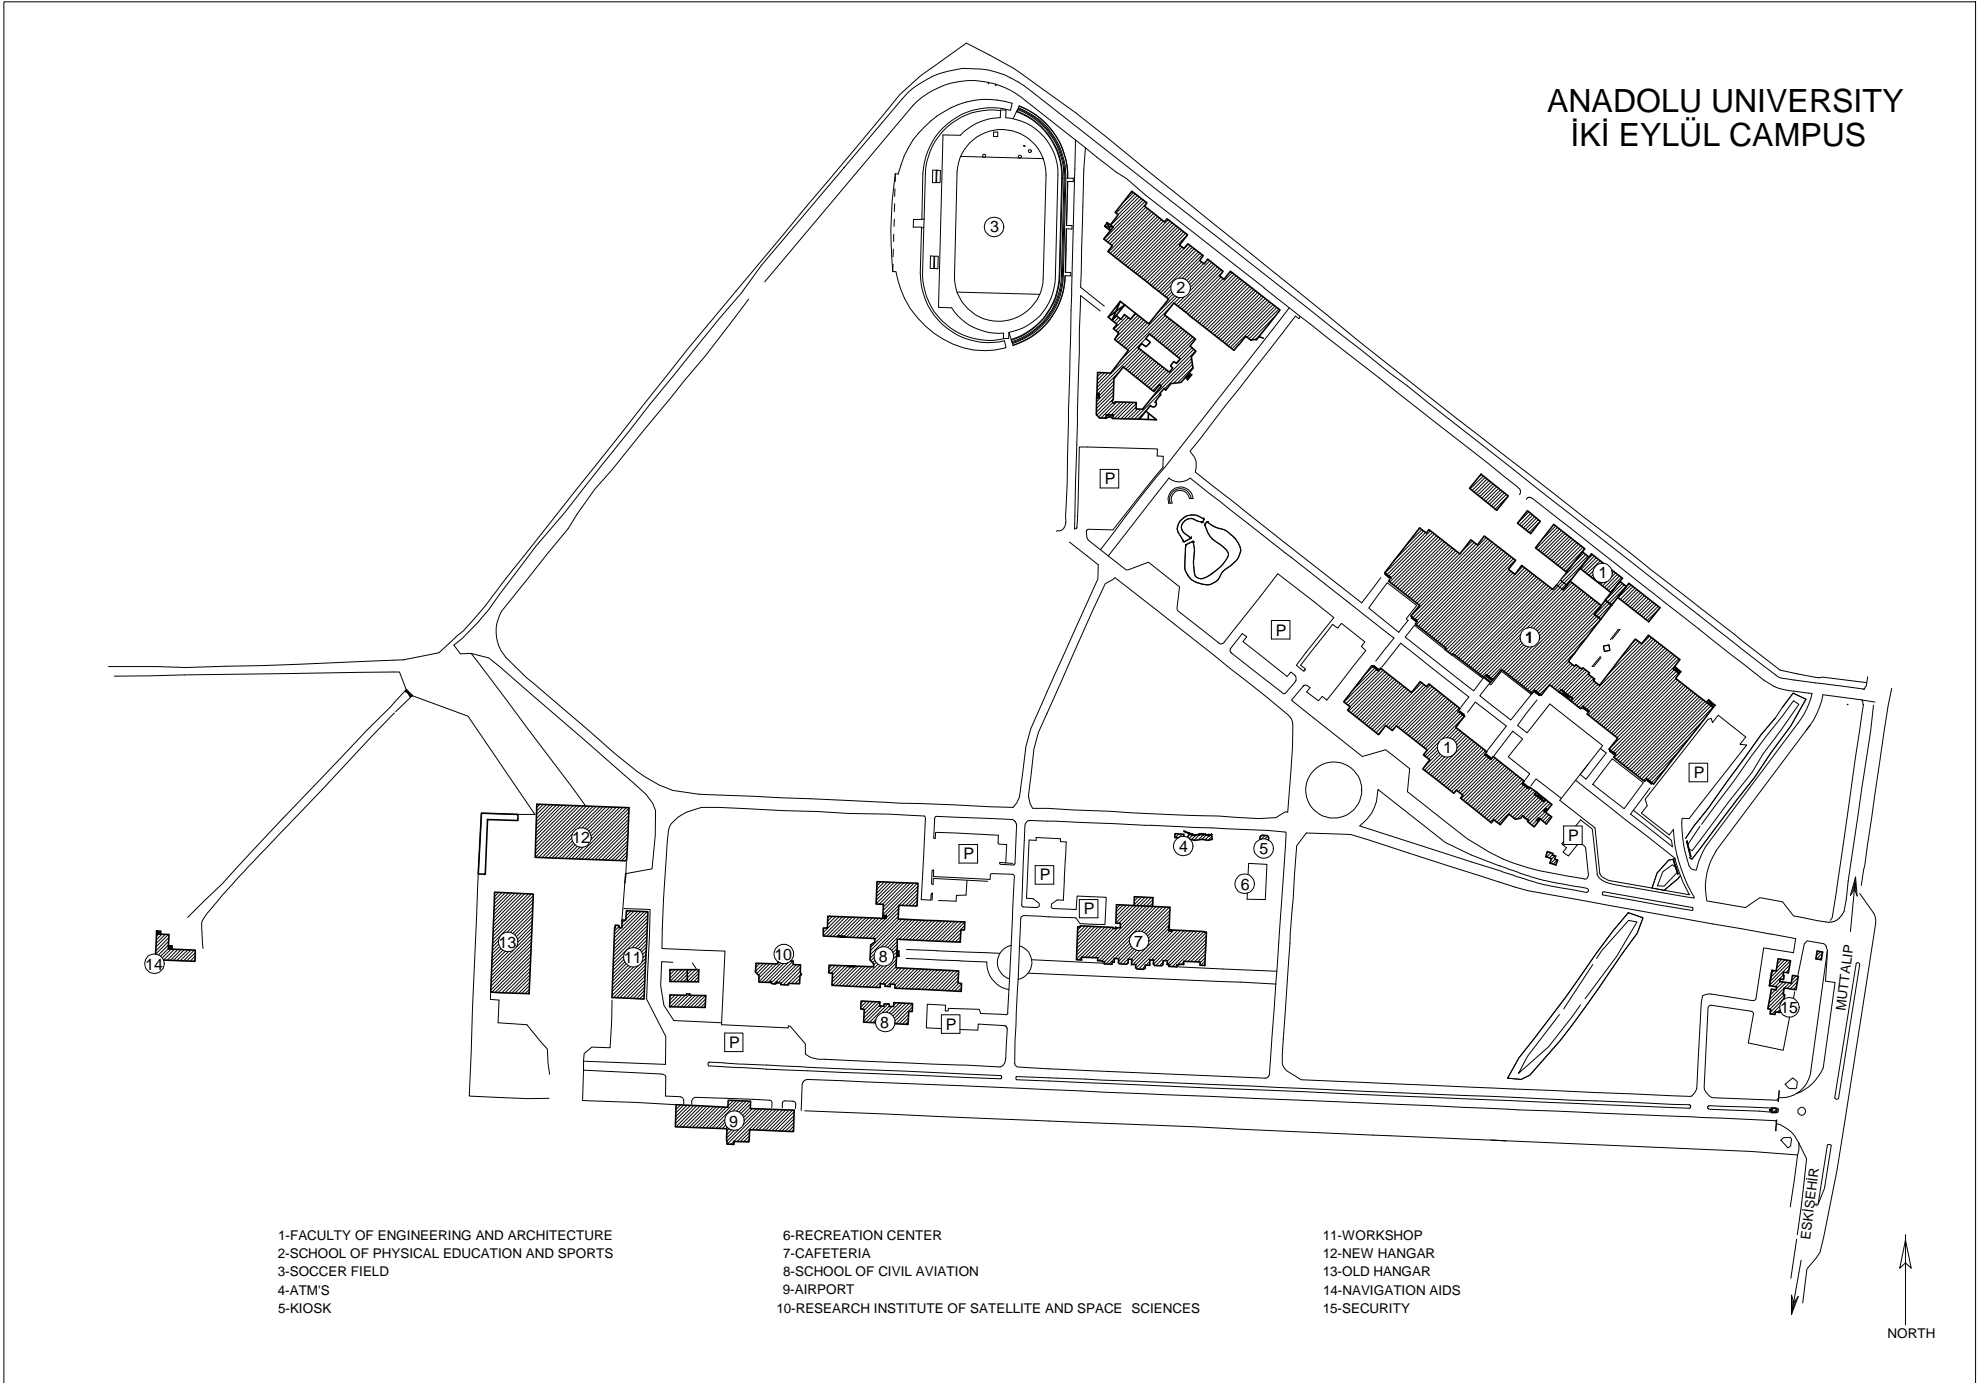 ANADOLU UNIVERSITY
İKİ EYLÜL CAMPUS
3
2
P
1
P
1
1
P
12
4
5
P
P
P
6
P
13
11
10
8
7
14
15
MUTTALIP
8
P
P
9
ESKİŞEHİR
1-FACULTY OF ENGINEERING AND ARCHITECTURE
2-SCHOOL OF PHYSICAL EDUCATION AND SPORTS
3-SOCCER FIELD
4-ATM'S
5-KIOSK
6-RECREATION CENTER
7-CAFETERIA
8-SCHOOL OF CIVIL AVIATION
9-AIRPORT
10-RESEARCH INSTITUTE OF SATELLITE AND SPACE SCIENCES
11-WORKSHOP
12-NEW HANGAR
13-OLD HANGAR
14-NAVIGATION AIDS
15-SECURITY
NORTH